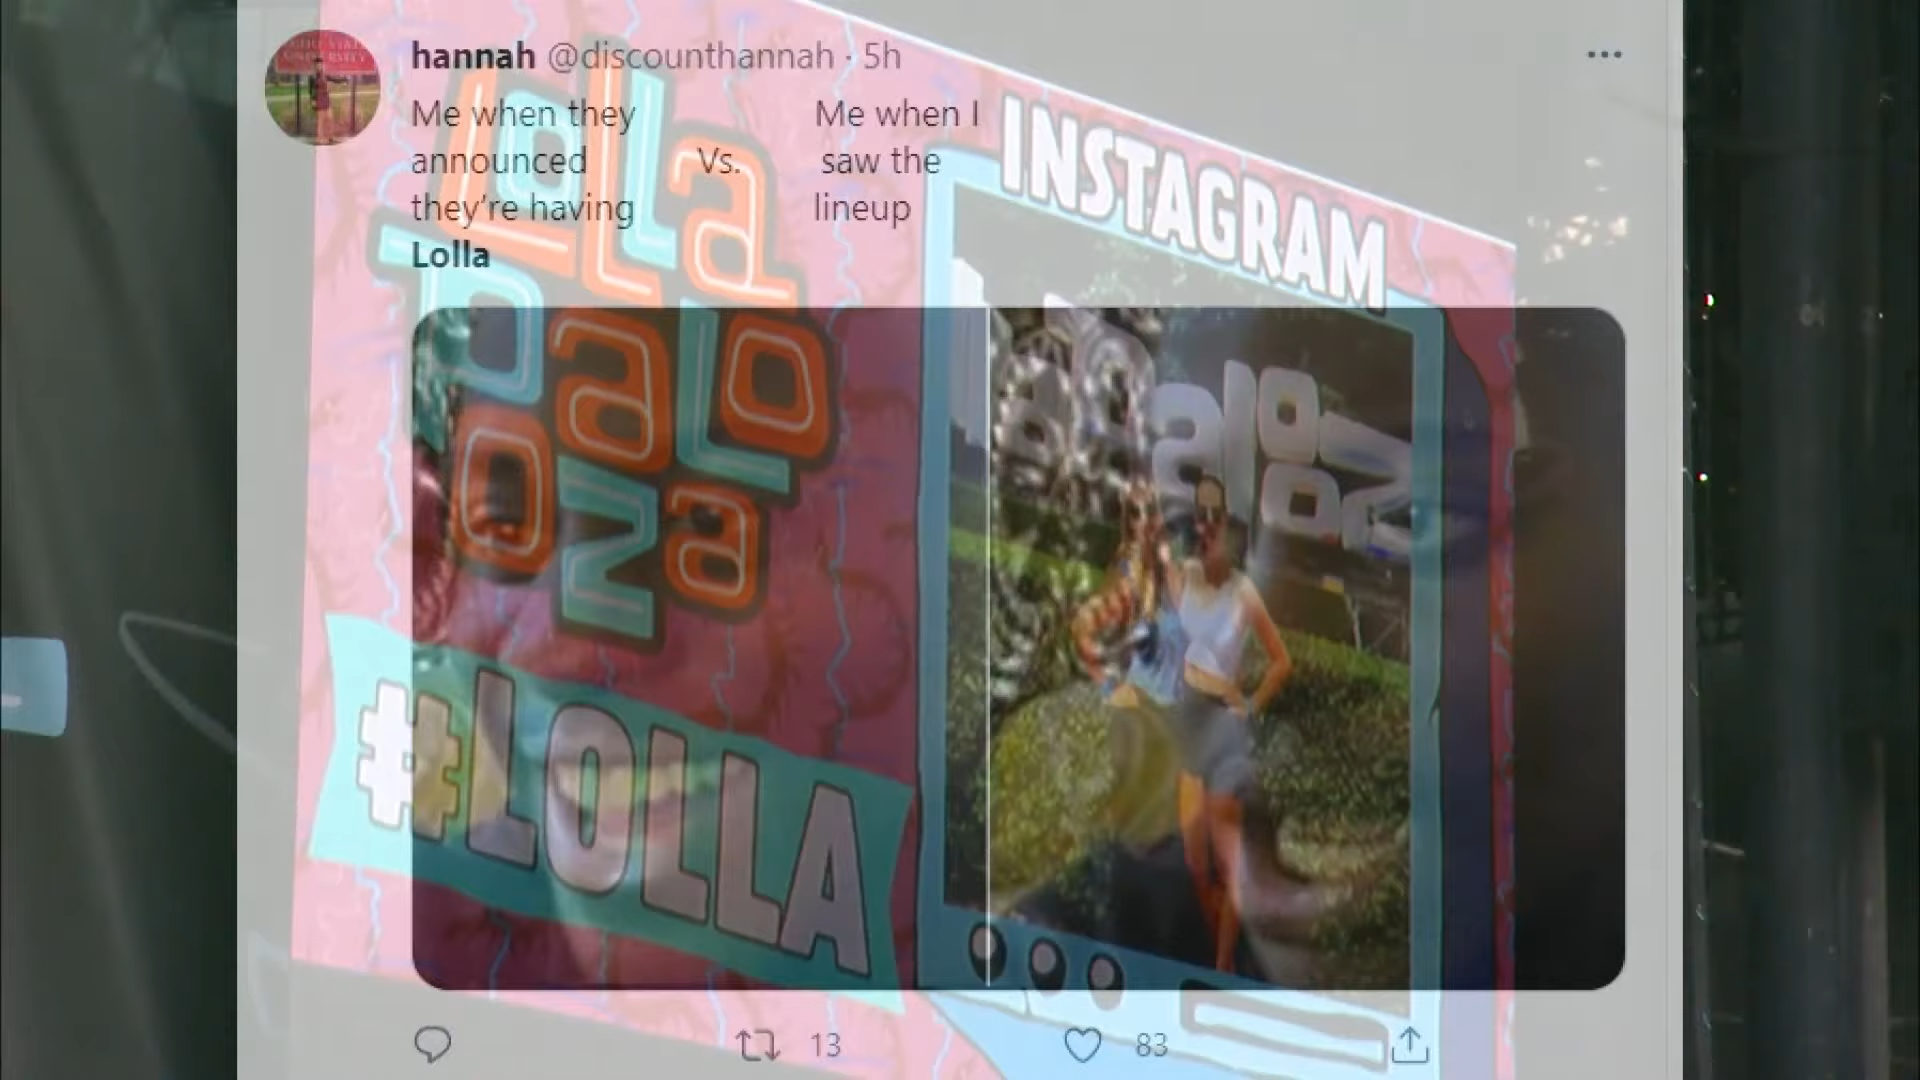 hannah @discounthannah · 5h
Me when they Me when I
announced Vs. saw the
they're having lineup
Lolla
Lolla
PaLo
oza
#LOLLA
INSTAGRAM
13 83